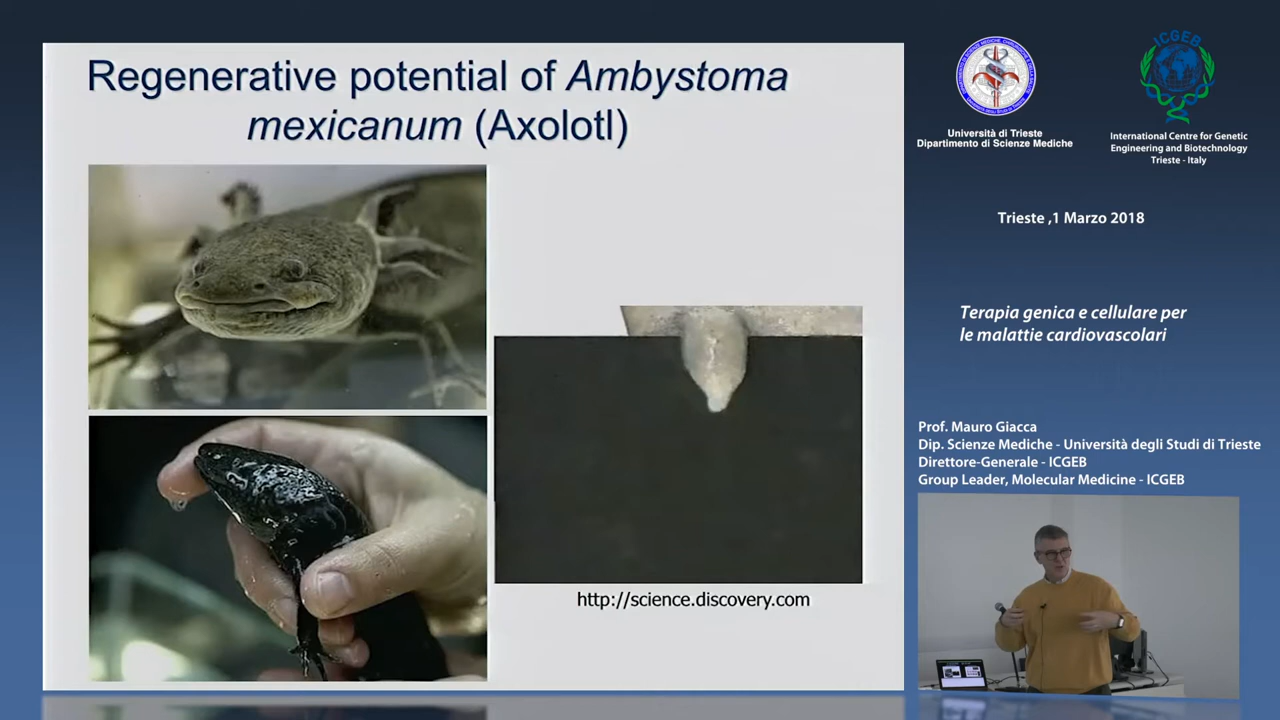 Regenerative potential of Ambystoma
mexicanum (Axolotl)
http://science.discovery.com
Università di Trieste
Dipartimento di Scienze Mediche
ICGEB
International Centre for Genetic
Engineering and Biotechnology
Trieste - Italy
Trieste ,1 Marzo 2018
Terapia genica e cellulare per
le malattie cardiovascolari
Prof. Mauro Giacca
Dip. Scienze Mediche - Università degli Studi di Trieste
Direttore-Generale - ICGEB
Group Leader, Molecular Medicine - ICGEB